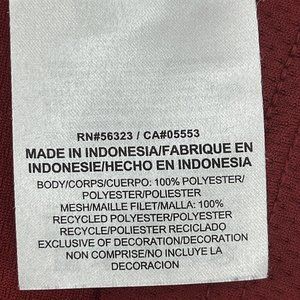 RN#56323 / CA#05553
MADE IN INDONESIA/FABRIQUE EN
INDONESIE/HECHO EN INDONESIA
BODY/CORPS/CUERPO: 100% POLYESTER/
POLYESTER/POLIESTER
MESH/MAILLE FILET/MALLA: 100%
RECYCLED POLYESTER/POLYESTER
RECYCLE/POLIESTER RECICLADO
EXCLUSIVE OF DECORATION/DECORATION
NON COMPRISE/NO INCLUYE LA
DECORACION